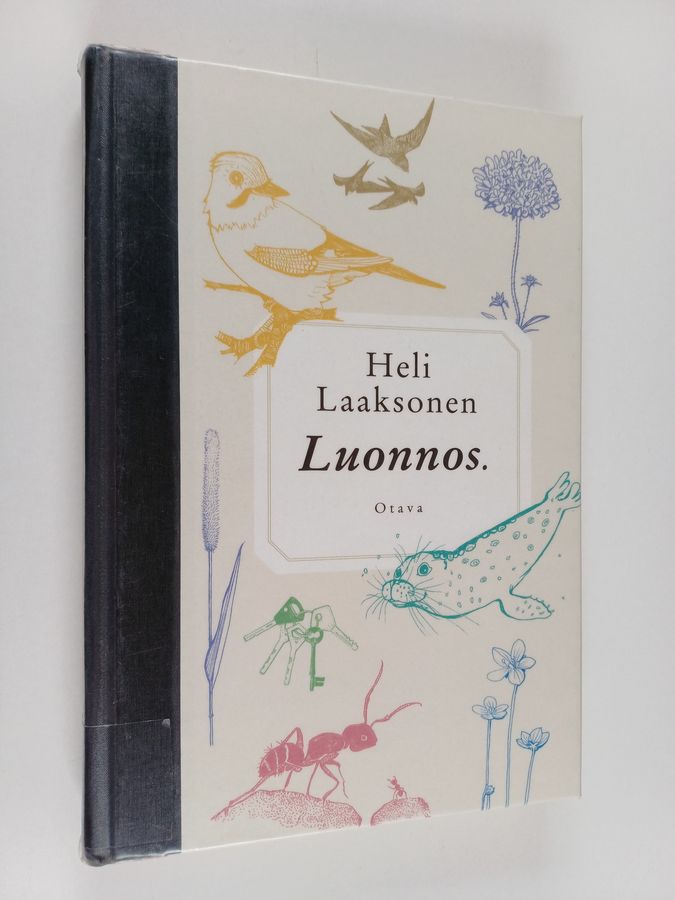 Heli
Laaksonen
Luonnos.
Otava